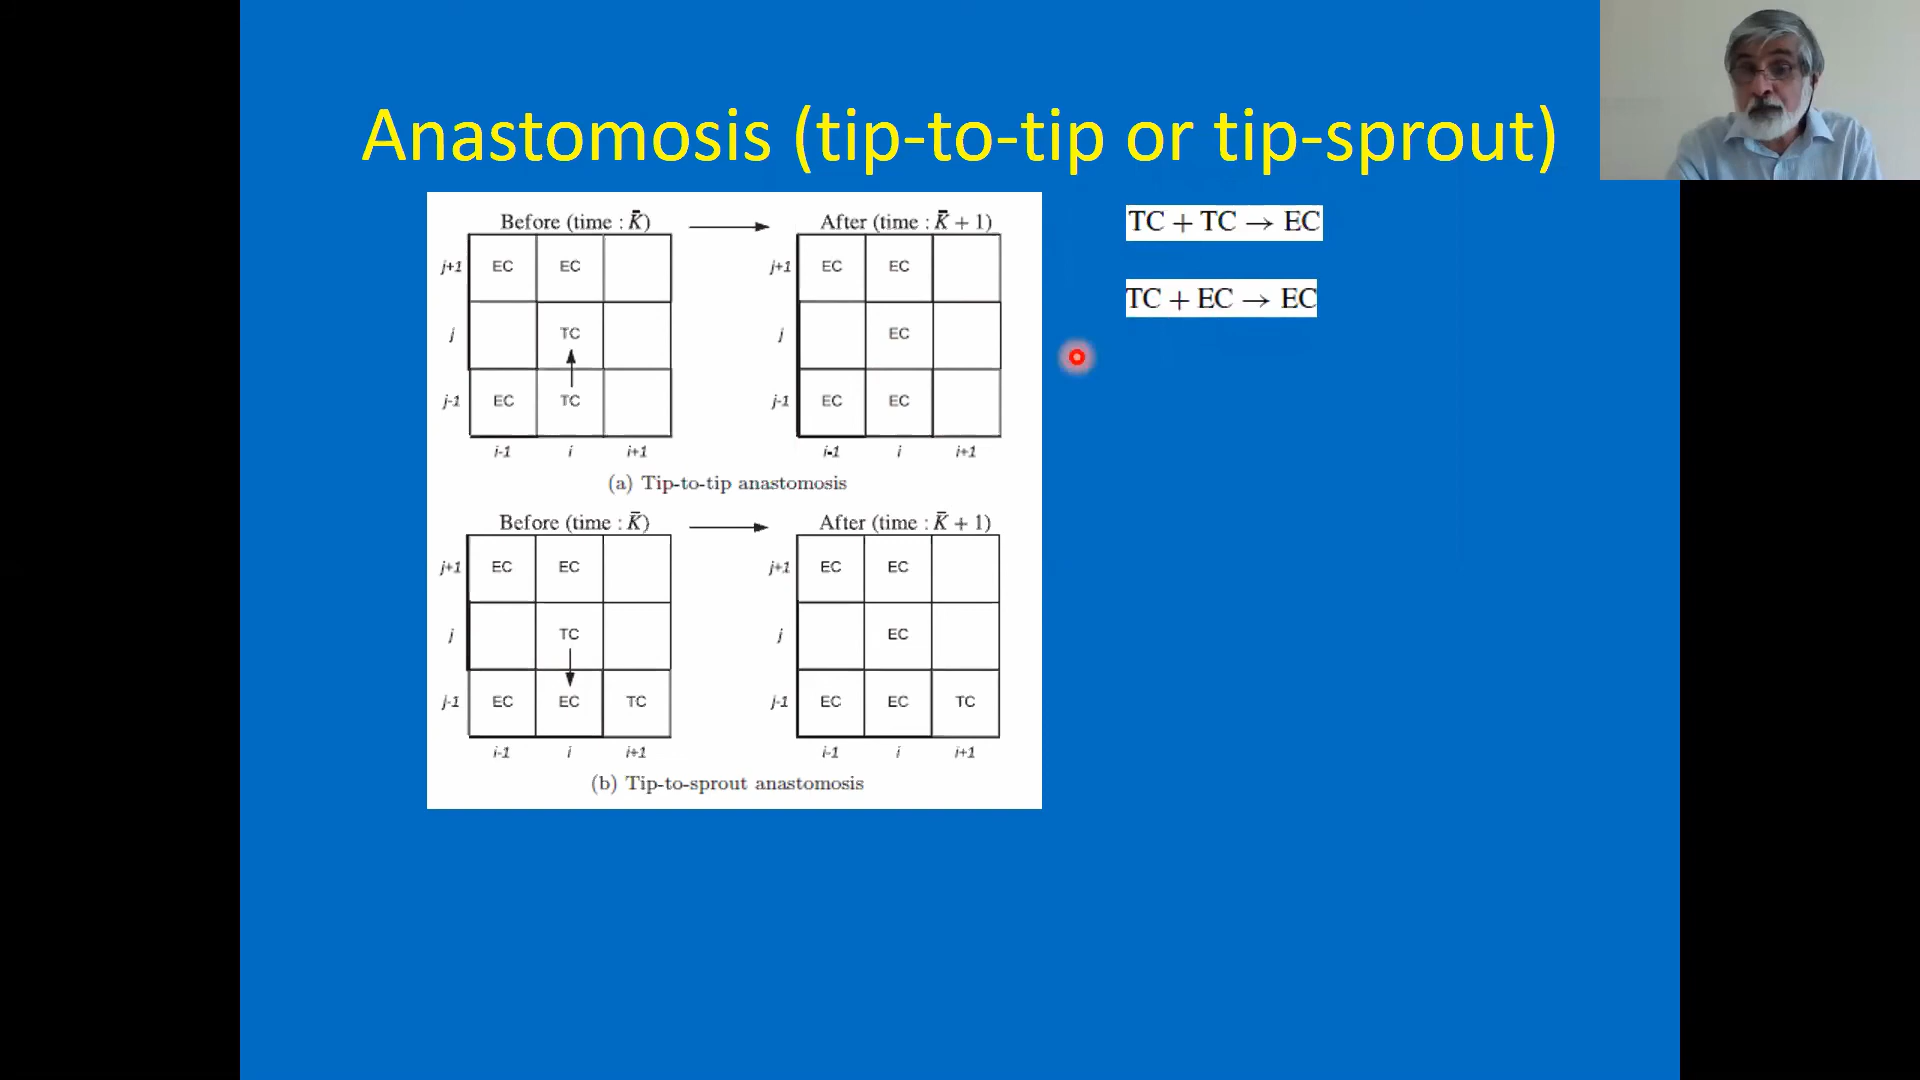 Anastomosis (tip-to-tip or tip-sprout)
Before (time : K̄) After (time : K̄ + 1)
j+1 EC EC j+1 EC EC
j TC j EC
j-1 EC TC j-1 EC EC
i-1 i i+1 i-1 i i+1
(a) Tip-to-tip anastomosis
Before (time : K̄) After (time : K̄ + 1)
j+1 EC EC j+1 EC EC
j TC j EC
j-1 EC EC TC j-1 EC EC TC
i-1 i i+1 i-1 i i+1
(b) Tip-to-sprout anastomosis
TC + TC → EC
TC + EC → EC